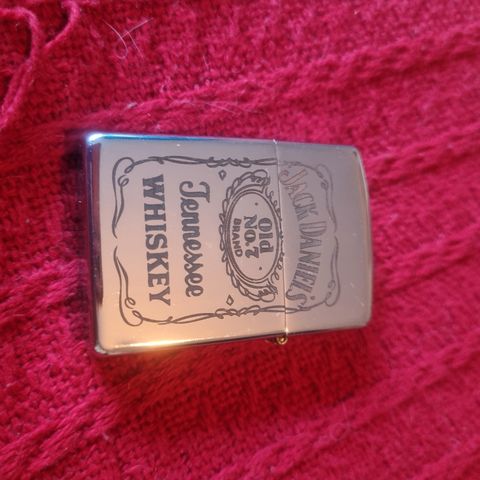 JACK DANIEL'S
Old
NO. 7
BRAND
Tennessee
WHISKEY